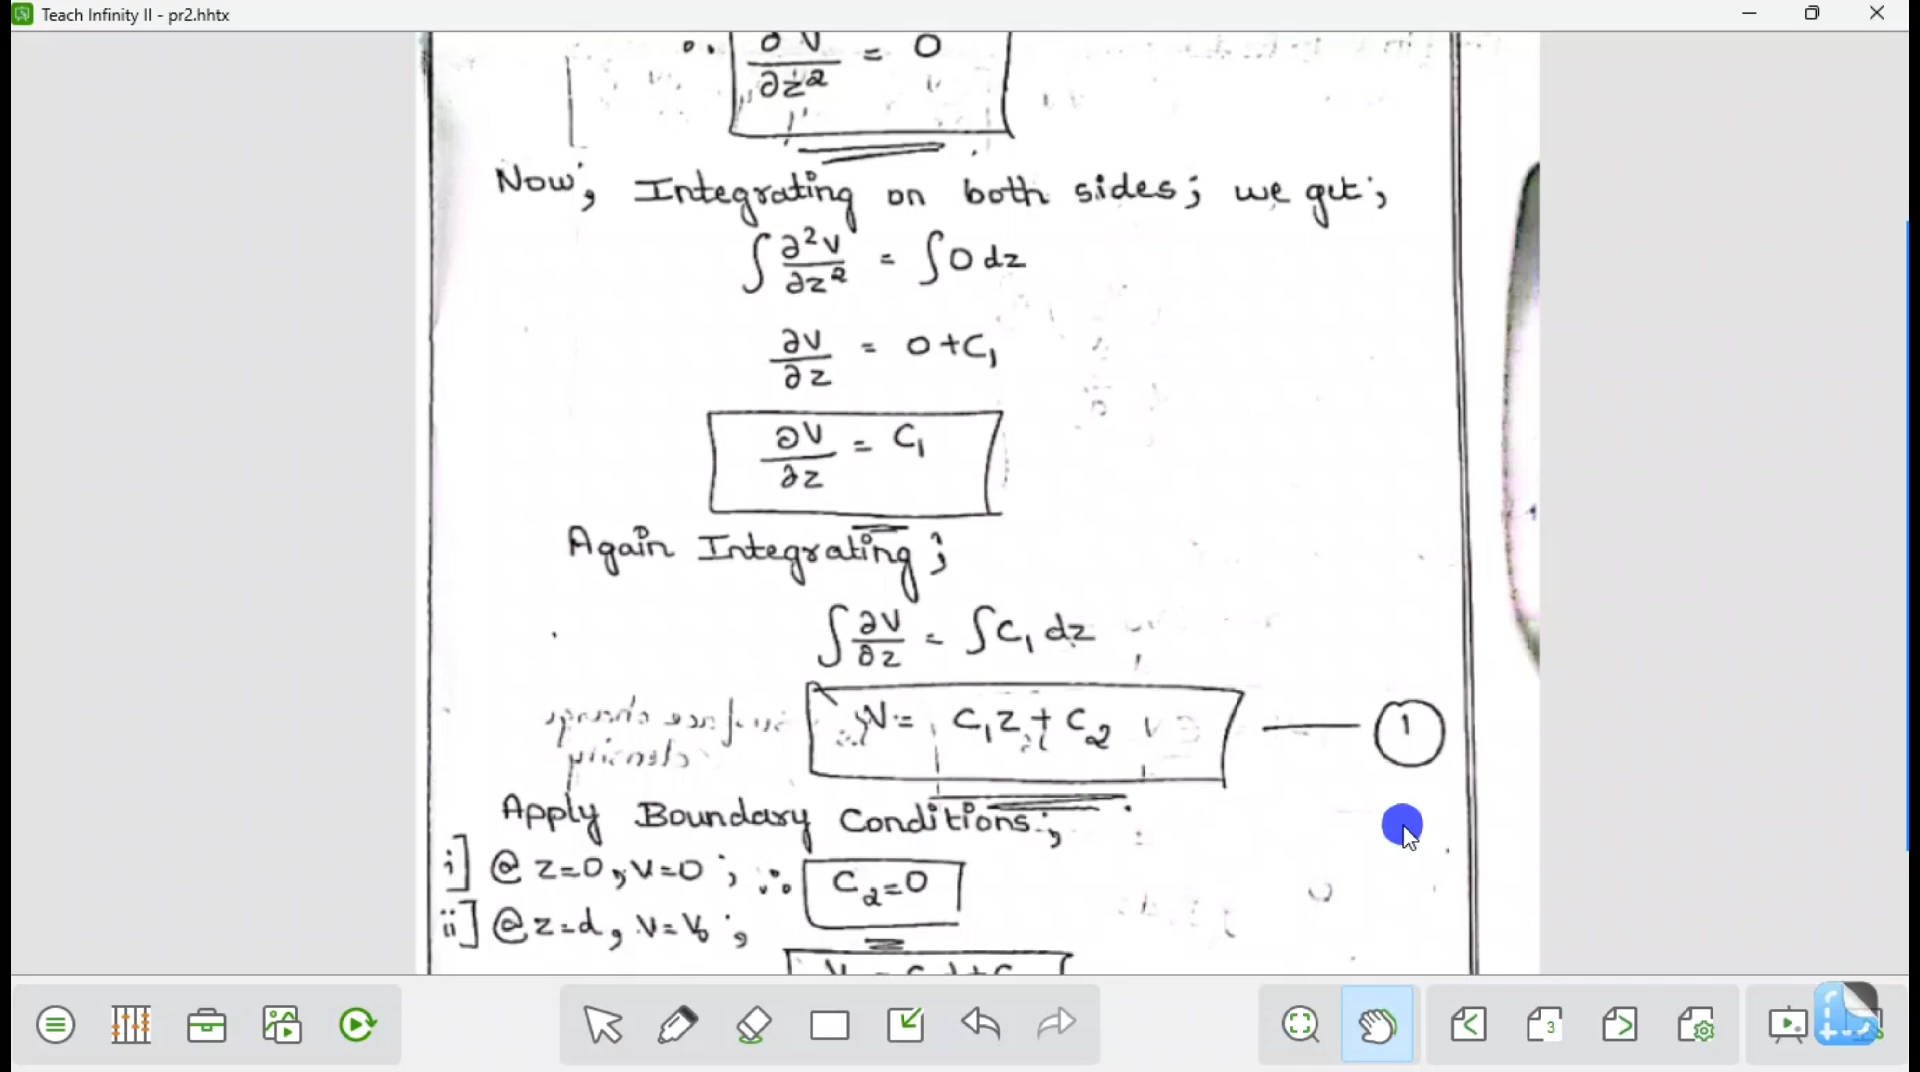 Teach Infinity II - pr2.hhtx
∴ ∂²V/∂z² = 0
Now; Integrating on both sides; we get;
∫ ∂²V/∂z² = ∫0 dz
∂V/∂z = 0+C₁
∂V/∂z = C₁
Again Integrating;
∫ ∂V/∂z = ∫C₁ dz
V = C₁z + C₂ —— ①
Apply Boundary Conditions;
i] @ z=0, V=0; ∴ C₂=0
ii] @ z=d, V=V₀;
3